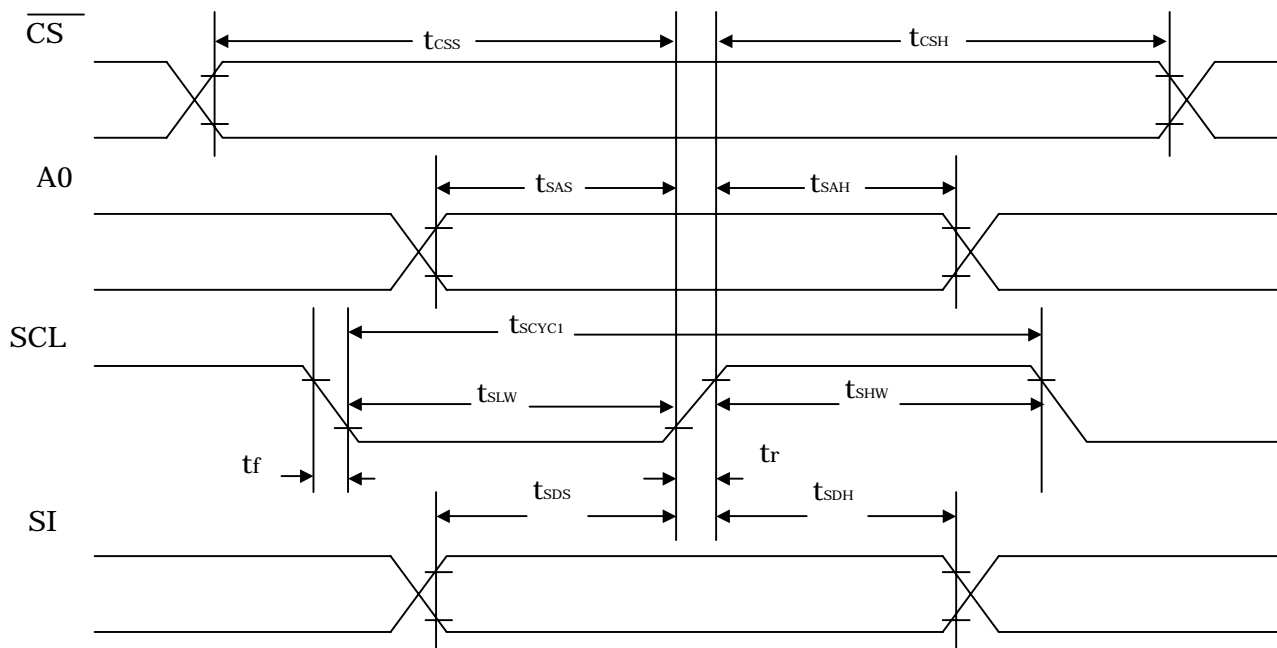 CS
tCSS
tCSH
A0
tSAS
tSAH
SCL
tSCYC1
tSLW
tSHW
tf
tr
SI
tSDS
tSDH